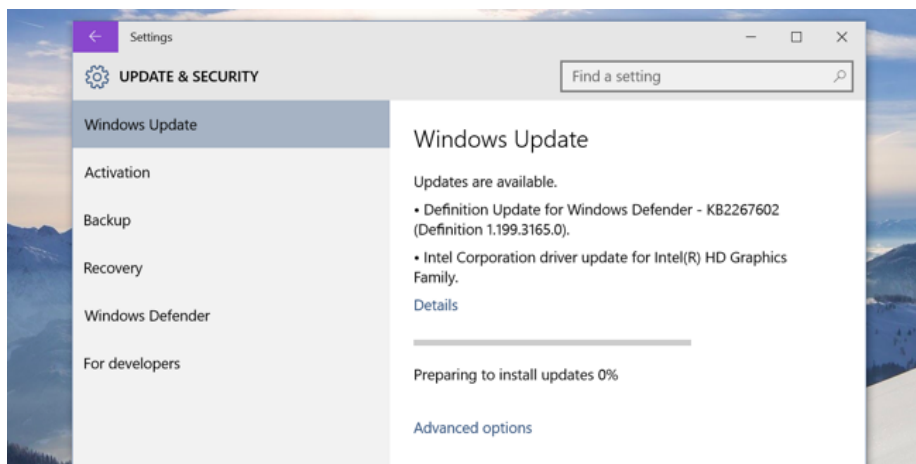 Settings
UPDATE & SECURITY
Find a setting
Windows Update
Activation
Backup
Recovery
Windows Defender
For developers
Windows Update
Updates are available.
• Definition Update for Windows Defender - KB2267602
(Definition 1.199.3165.0).
• Intel Corporation driver update for Intel(R) HD Graphics
Family.
Details
Preparing to install updates 0%
Advanced options